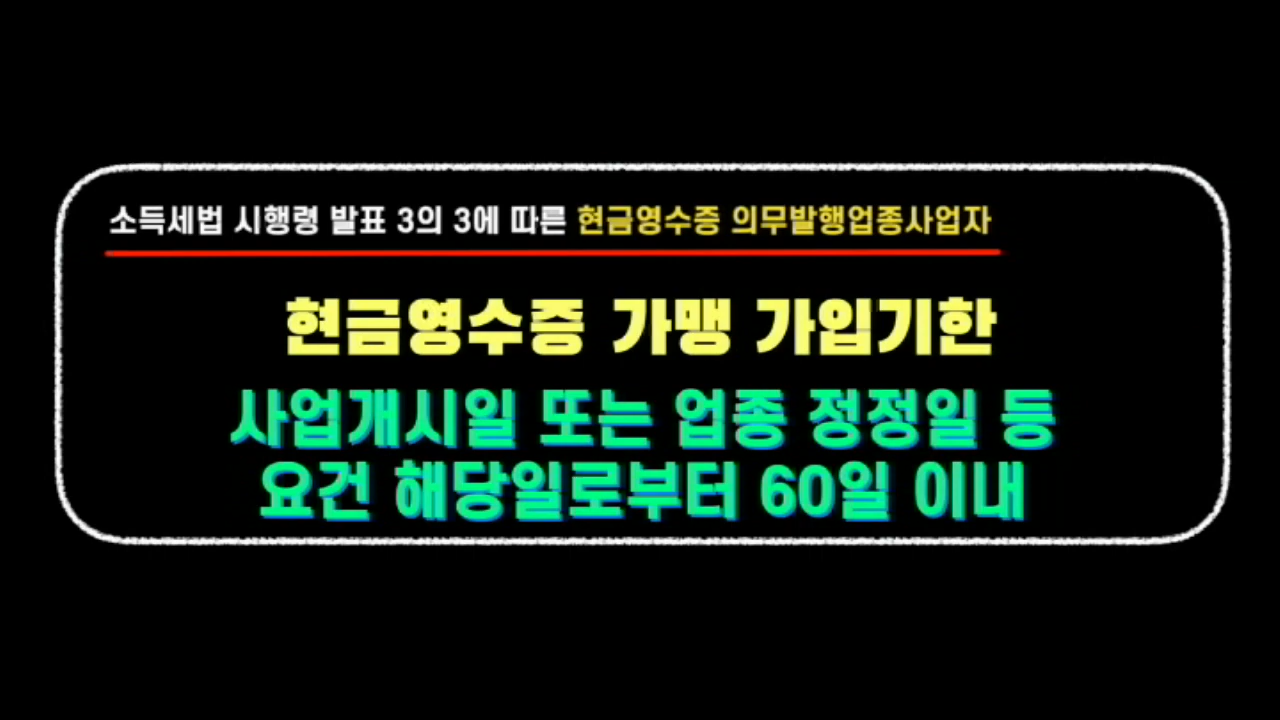 소득세법 시행령 발표 3의 3에 따른 현금영수증 의무발행업종사업자
현금영수증 가맹 가입기한
사업개시일 또는 업종 정정일 등
요건 해당일로부터 60일 이내